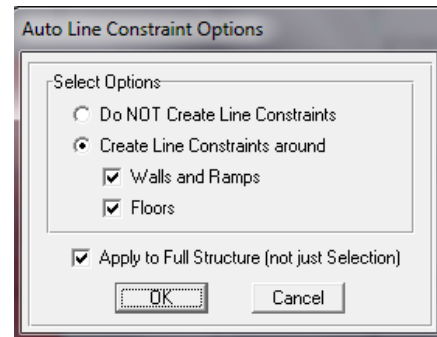 Auto Line Constraint Options
Select Options
Do NOT Create Line Constraints
Create Line Constraints around
Walls and Ramps
Floors
Apply to Full Structure (not just Selection)
OK Cancel